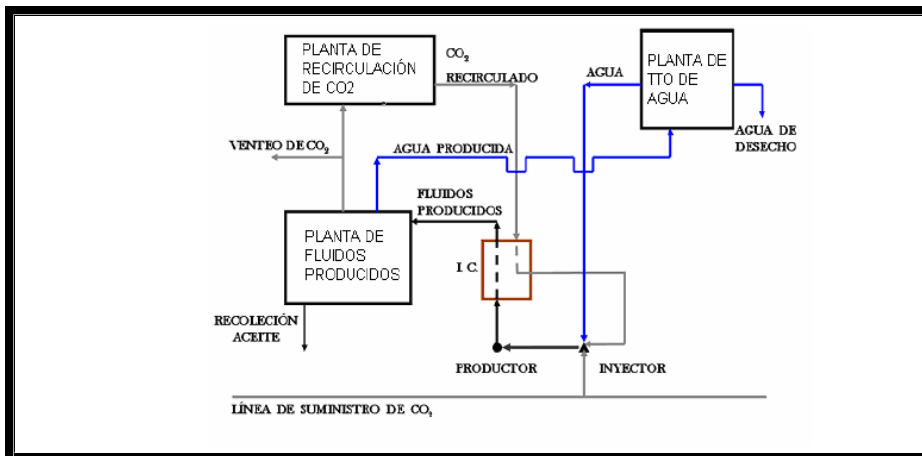 PLANTA DE
RECIRCULACIÓN
DE CO2
CO₂
RECIRCULADO
AGUA
PLANTA DE
TTO DE
AGUA
AGUA DE
DESECHO
VENTEO DE CO₂
AGUA PRODUCIDA
FLUIDOS
PRODUCIDOS
PLANTA DE
FLUIDOS
PRODUCIDOS
I. C.
RECOLECIÓN
ACEITE
PRODUCTOR
INYECTOR
LÍNEA DE SUMINISTRO DE CO₂